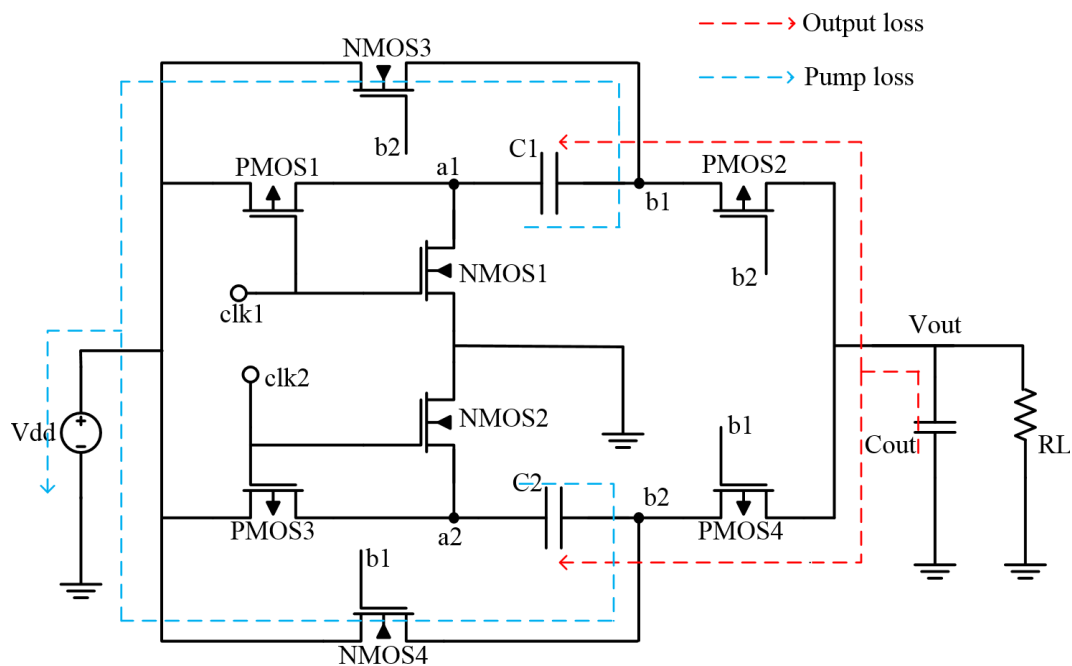 Output loss
NMOS3
Pump loss
b2
C1
PMOS1
a1
PMOS2
b1
NMOS1
b2
clk1
Vout
clk2
Vdd
NMOS2
b1
Cout
RL
C2
b2
PMOS3
a2
PMOS4
b1
NMOS4